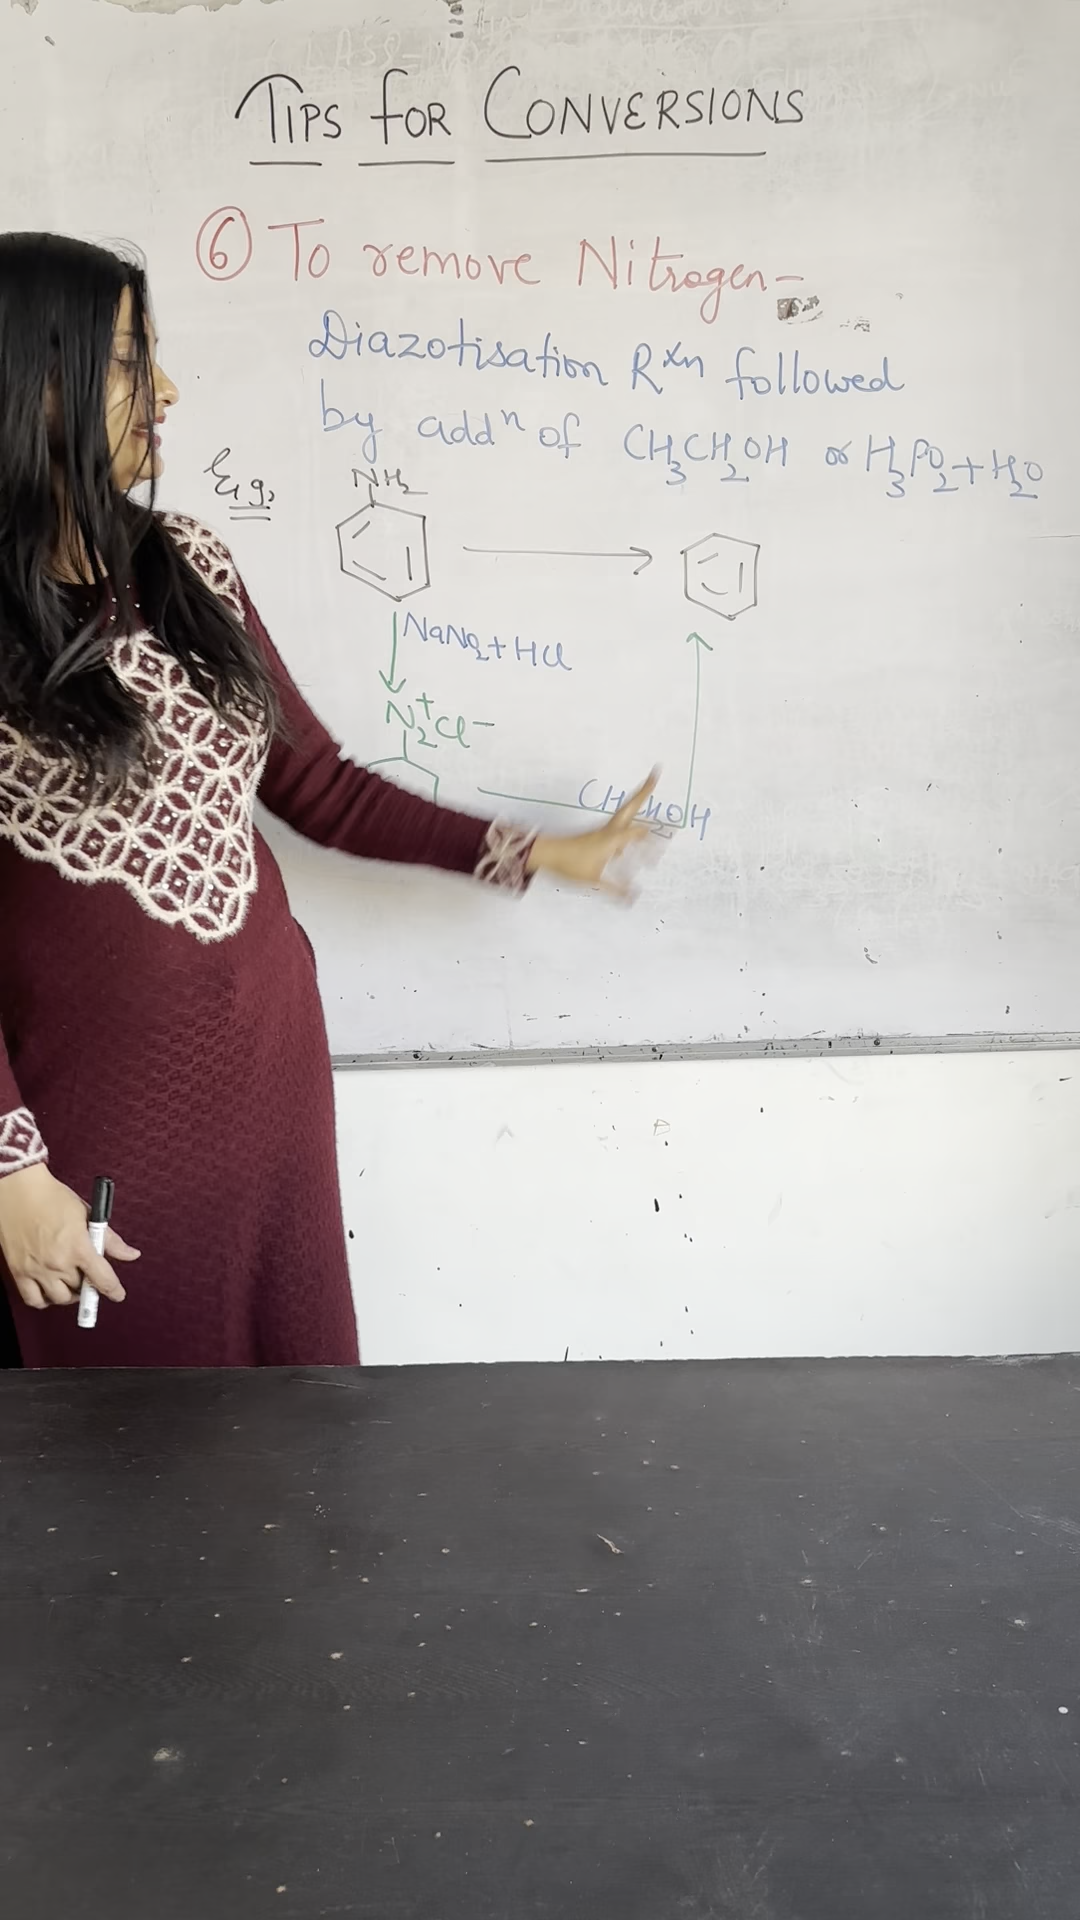 TIPS FOR CONVERSIONS
⑥ To remove Nitrogen-
Diazotisation Rxn followed
by addⁿ of CH₃CH₂OH or H₃PO₂+H₂O
E.g,
NH₂
NaNO₂+HCl
N₂⁺Cl⁻